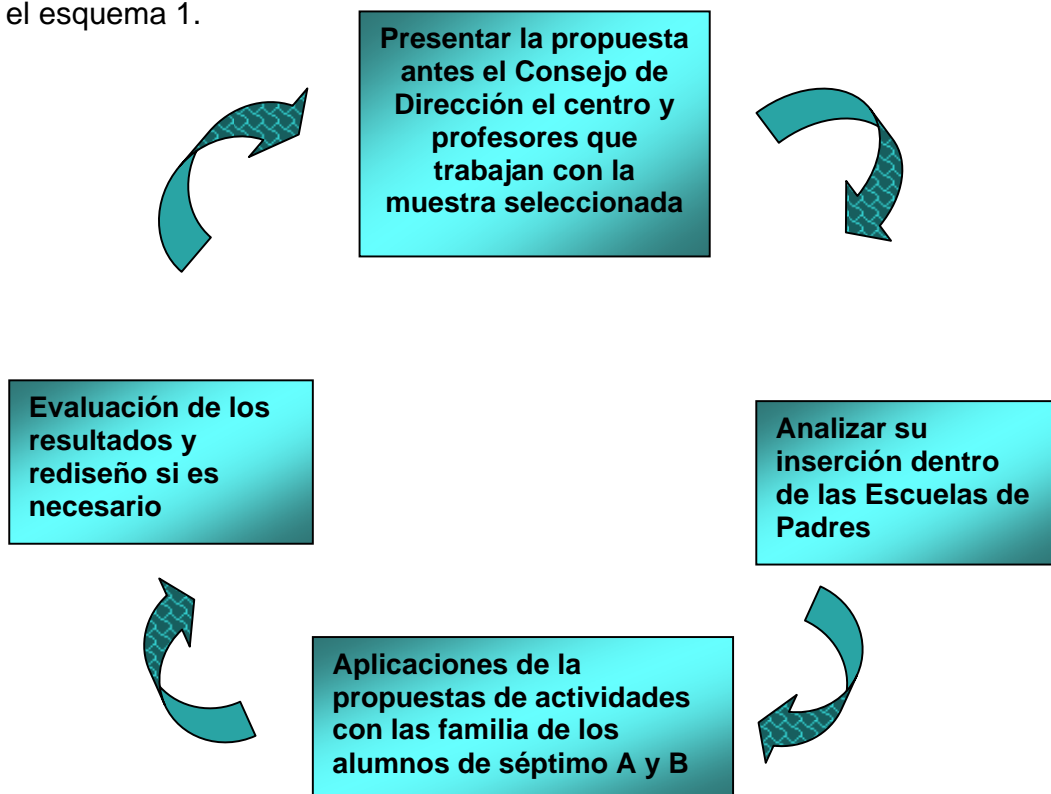 el esquema 1.
Presentar la propuesta
antes el Consejo de
Dirección el centro y
profesores que
trabajan con la
muestra seleccionada
Evaluación de los
resultados y
rediseño si es
necesario
Analizar su
inserción dentro
de las Escuelas de
Padres
Aplicaciones de la
propuestas de actividades
con las familia de los
alumnos de séptimo A y B